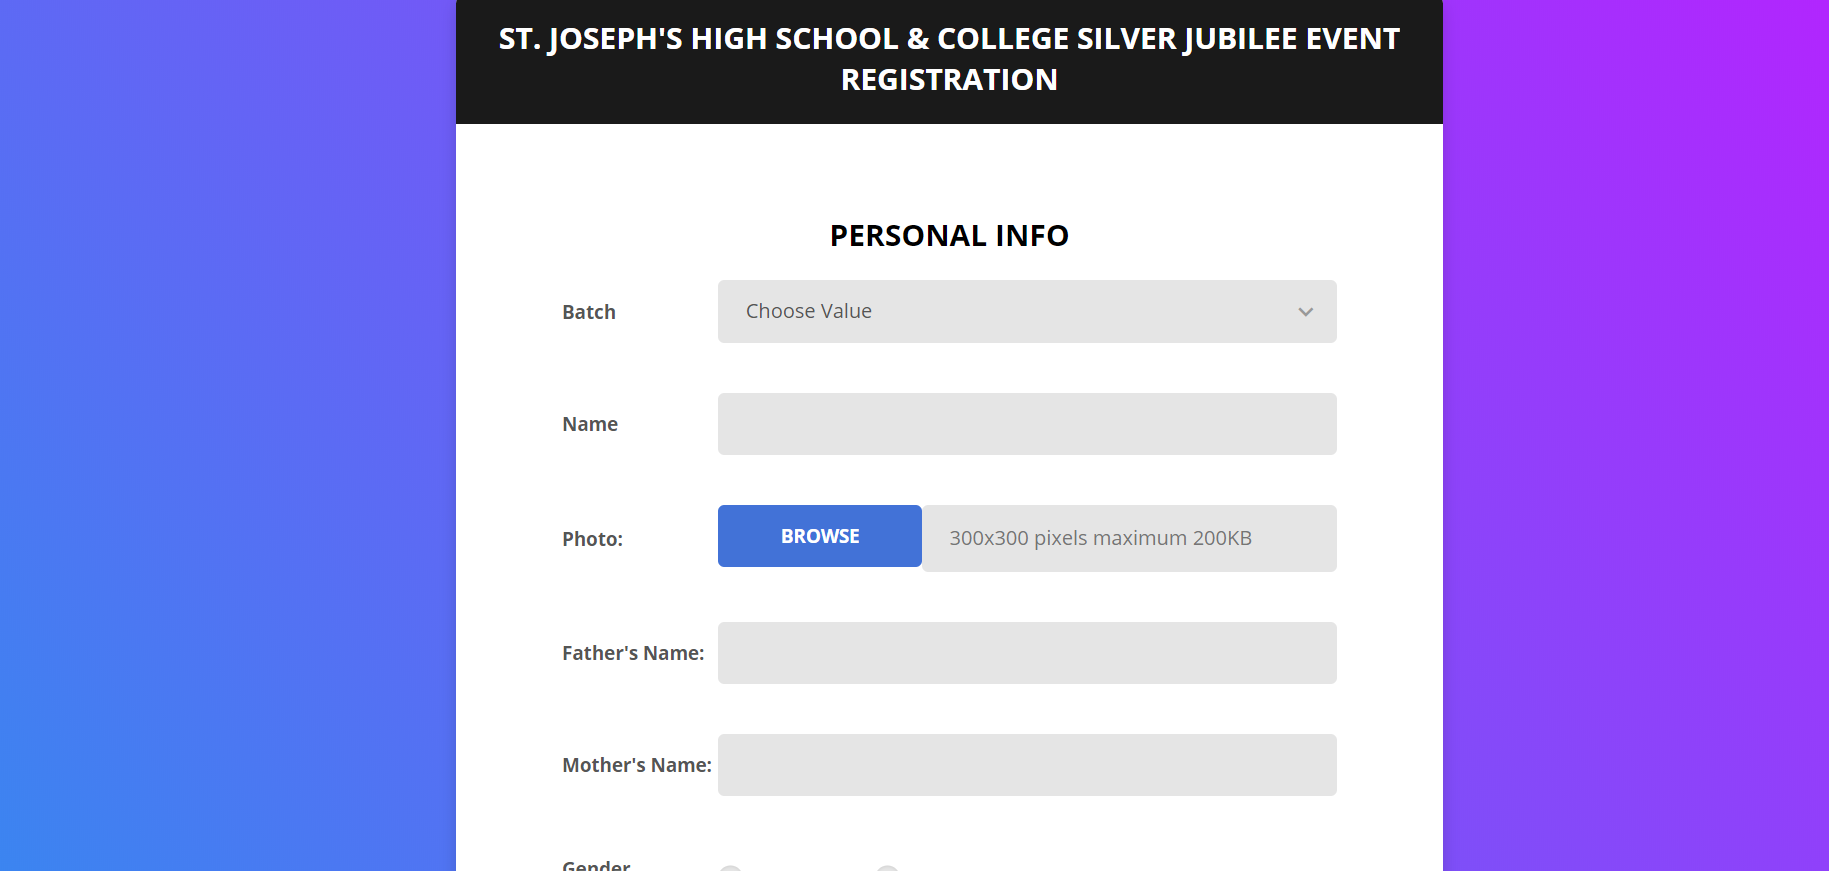 ST. JOSEPH'S HIGH SCHOOL & COLLEGE SILVER JUBILEE EVENT
REGISTRATION
PERSONAL INFO
Batch
Choose Value
Name
Photo:
BROWSE
300x300 pixels maximum 200KB
Father's Name:
Mother's Name:
Gender